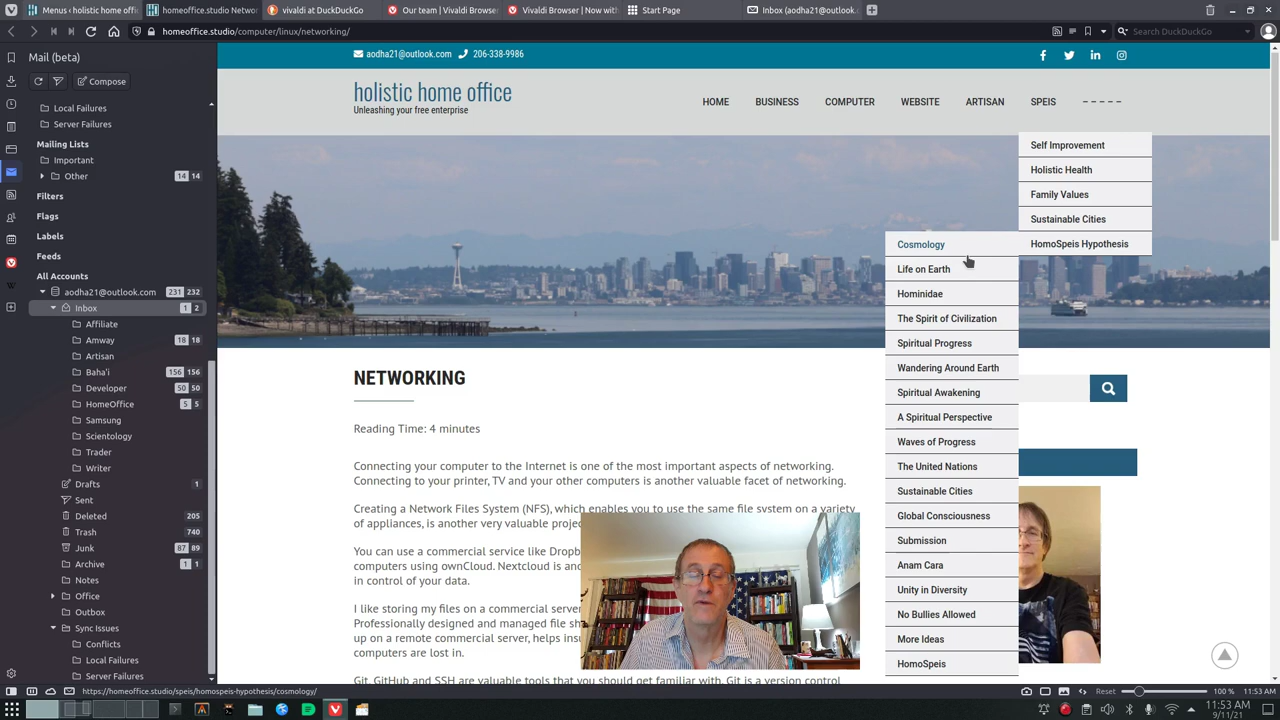 Menus ‹ holistic home offi
homeoffice.studio Netwo
vivaldi at DuckDuckGo
Our team | Vivaldi Browser
Vivaldi Browser | Now with
Start Page
Inbox (aodha21@outlook.
homeoffice.studio/computer/linux/networking/
Search DuckDuckGo
Mail (beta)
Compose
Local Failures
Server Failures
Mailing Lists
Important
Other 14 14
Filters
Flags
Labels
Feeds
All Accounts
aodha21@outlook.com 231 232
Inbox 1 2
Affiliate
Amway 18 18
Artisan
Baha'i 156 156
Developer 50 50
HomeOffice 5 5
Samsung
Scientology
Trader
Writer
Drafts 1
Sent
Deleted 205
Trash 740
Junk 87 89
Archive 1 1
Notes
Office
Outbox
Sync Issues
Conflicts
Local Failures
Server Failures
aodha21@outlook.com 206-338-9986
holistic home office
Unleashing your free enterprise
HOME BUSINESS COMPUTER WEBSITE ARTISAN SPEIS - - - - -
Self Improvement
Holistic Health
Family Values
Sustainable Cities
HomoSpeis Hypothesis
Cosmology
Life on Earth
Hominidae
The Spirit of Civilization
Spiritual Progress
Wandering Around Earth
Spiritual Awakening
A Spiritual Perspective
Waves of Progress
The United Nations
Sustainable Cities
Global Consciousness
Submission
Anam Cara
Unity in Diversity
No Bullies Allowed
More Ideas
HomoSpeis
NETWORKING
Reading Time: 4 minutes
Connecting your computer to the Internet is one of the most important aspects of networking.
Connecting to your printer, TV and your other computers is another valuable facet of networking.
Creating a Network Files System (NFS), which enables you to use the same file system on a variety
of appliances, is another very valuable projec
You can use a commercial service like Dropb
computers using ownCloud. Nextcloud is anc
in control of your data.
I like storing my files on a commercial server
Professionally designed and managed file sh
up on a remote commercial server, helps insu
computers are lost in.
Git, GitHub and SSH are valuable tools that you should get familiar with. Git is a version control
https://homeoffice.studio/speis/homospeis-hypothesis/cosmology/
Reset 100 % 11:53 AM
11:53 AM
9/11/21